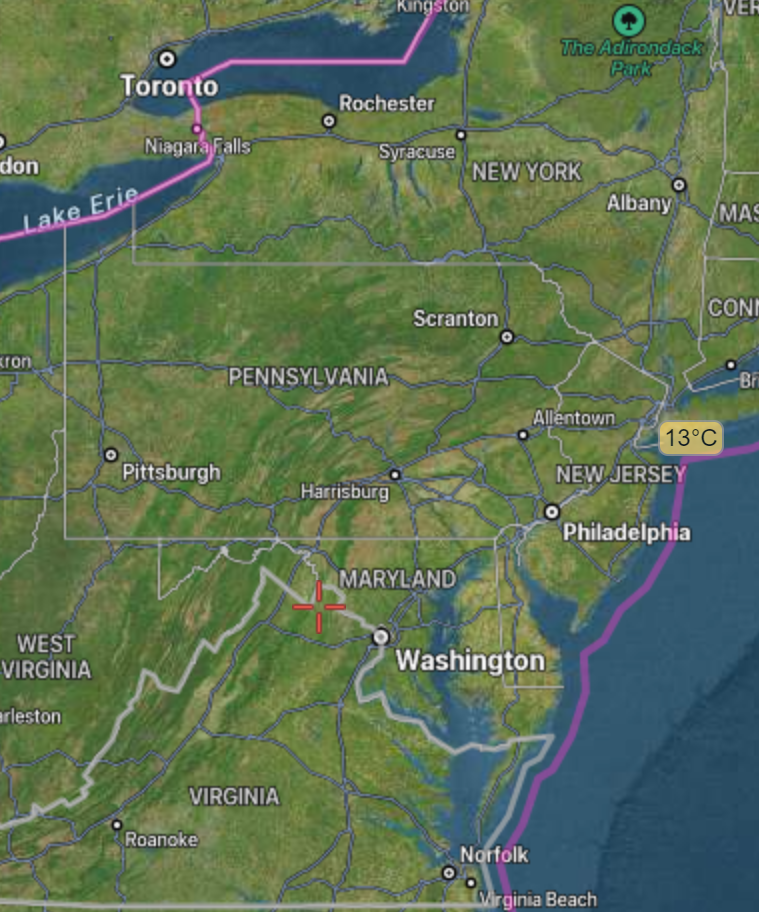 Kingston
VER
The Adirondack
Park
Toronto
Rochester
Niagara Falls
Syracuse
don
NEW YORK
Albany
MAS
Lake Erie
CONN
Scranton
kron
PENNSYLVANIA
Bri
Allentown
13°C
Pittsburgh
Harrisburg
NEW JERSEY
Philadelphia
MARYLAND
WEST
VIRGINIA
Washington
arleston
VIRGINIA
Roanoke
Norfolk
Virginia Beach